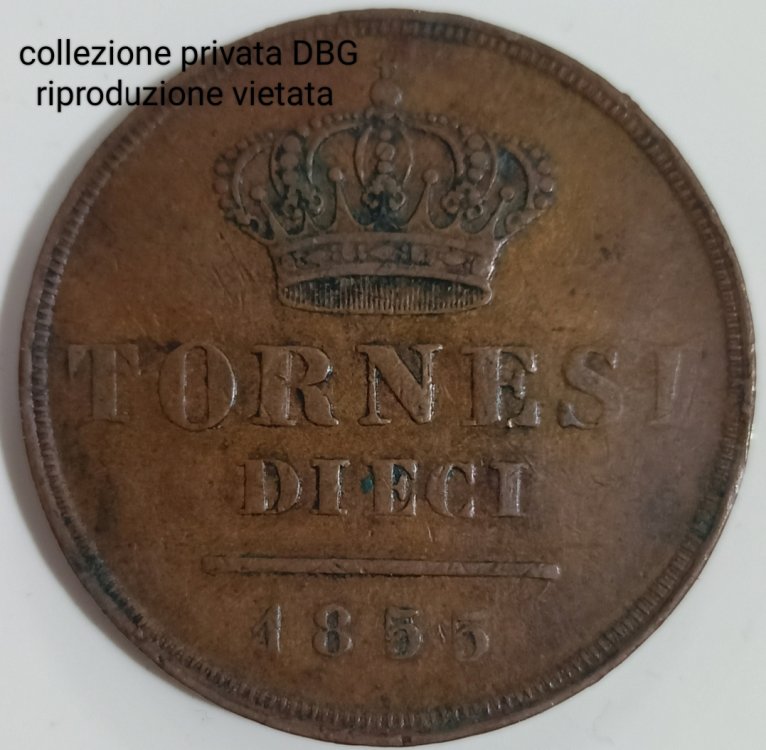 collezione privata DBG
riproduzione vietata
TORNESI
DIECI
1855